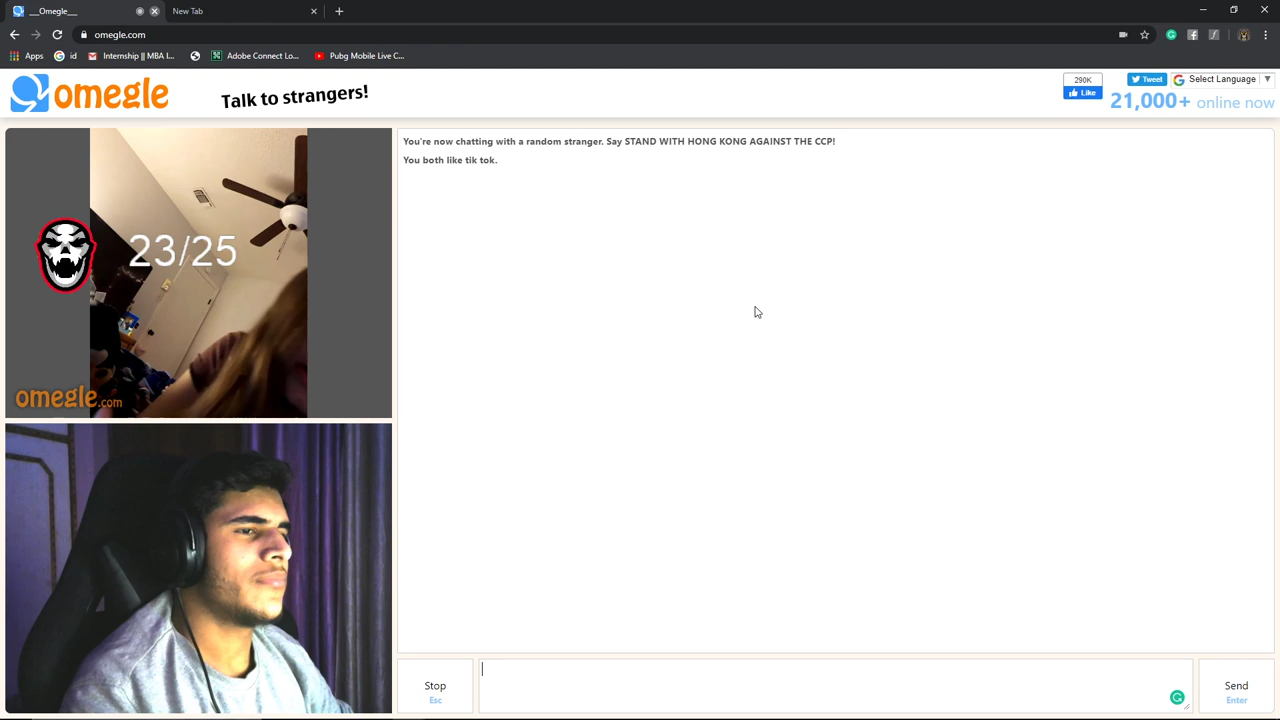 __Omegle__
New Tab
omegle.com
Apps
id
Internship || MBA I...
Adobe Connect Lo...
Pubg Mobile Live C...
omegle
Talk to strangers!
290K
Like
Tweet
Select Language
21,000+ online now
23/25
omegle.com
You're now chatting with a random stranger. Say STAND WITH HONG KONG AGAINST THE CCP!
You both like tik tok.
Stop
Esc
Send
Enter